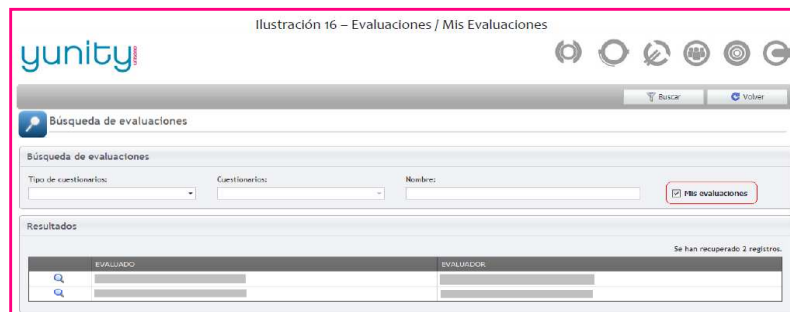 Ilustración 16 – Evaluaciones / Mis Evaluaciones
yunity
Buscar Volver
Búsqueda de evaluaciones
Búsqueda de evaluaciones
Tipo de cuestionarios: Cuestionarios: Nombre:
Mis evaluaciones
Resultados
Se han recuperado 2 registros.
EVALUADO EVALUADOR